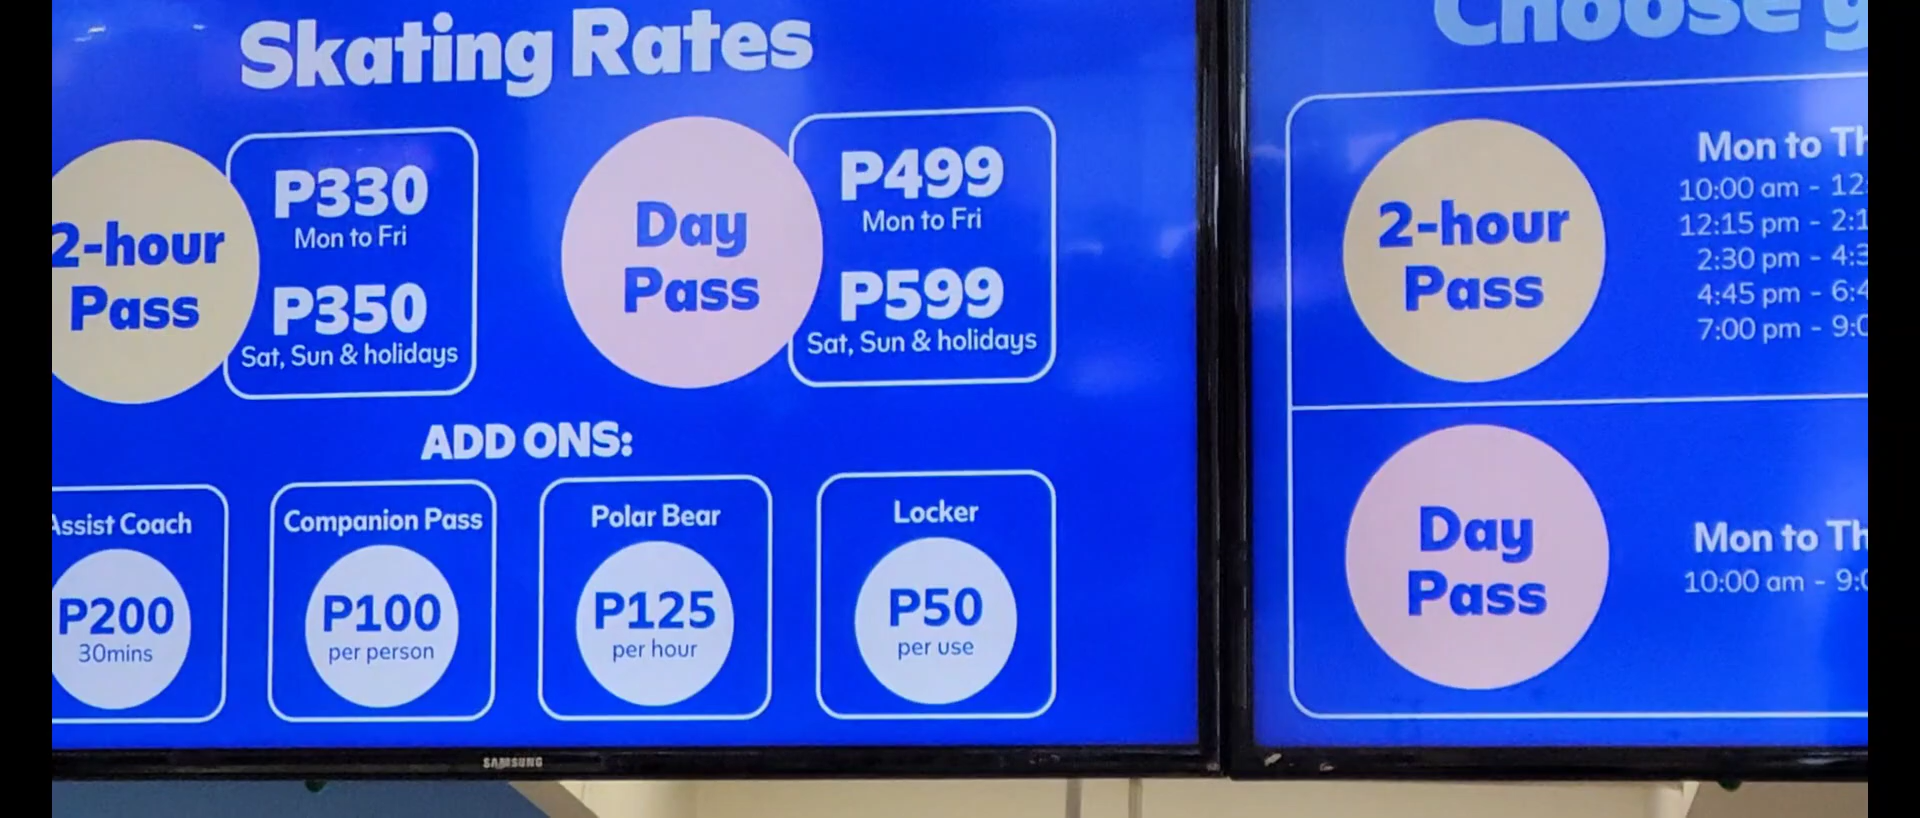 Skating Rates
2-hour
Pass
P330
Mon to Fri
P350
Sat, Sun & holidays
Day
Pass
P499
Mon to Fri
P599
Sat, Sun & holidays
ADD ONS:
Assist Coach
P200
30mins
Companion Pass
P100
per person
Polar Bear
P125
per hour
Locker
P50
per use
SAMSUNG
Choose
2-hour
Pass
Mon to Th
10:00 am - 12:
12:15 pm - 2:1
2:30 pm - 4:3
4:45 pm - 6:4
7:00 pm - 9:0
Day
Pass
Mon to Th
10:00 am - 9:0